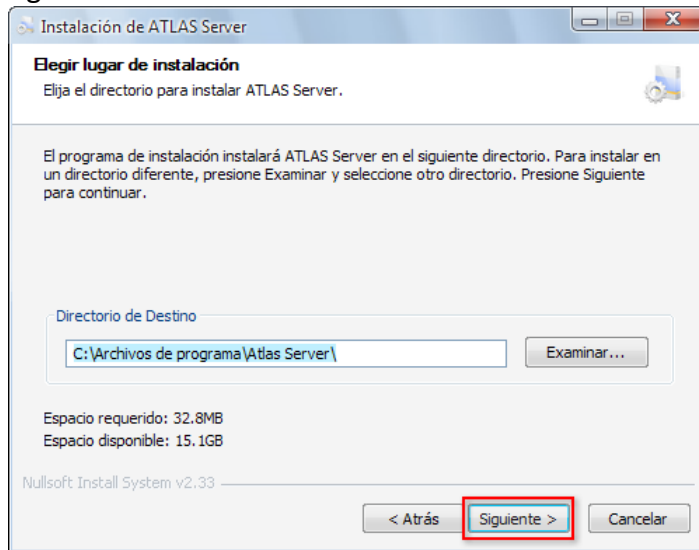 Instalación de ATLAS Server
Elegir lugar de instalación
Elija el directorio para instalar ATLAS Server.
El programa de instalación instalará ATLAS Server en el siguiente directorio. Para instalar en
un directorio diferente, presione Examinar y seleccione otro directorio. Presione Siguiente
para continuar.
Directorio de Destino
C:\Archivos de programa\Atlas Server\
Examinar...
Espacio requerido: 32.8MB
Espacio disponible: 15.1GB
Nullsoft Install System v2.33
< Atrás Siguiente > Cancelar